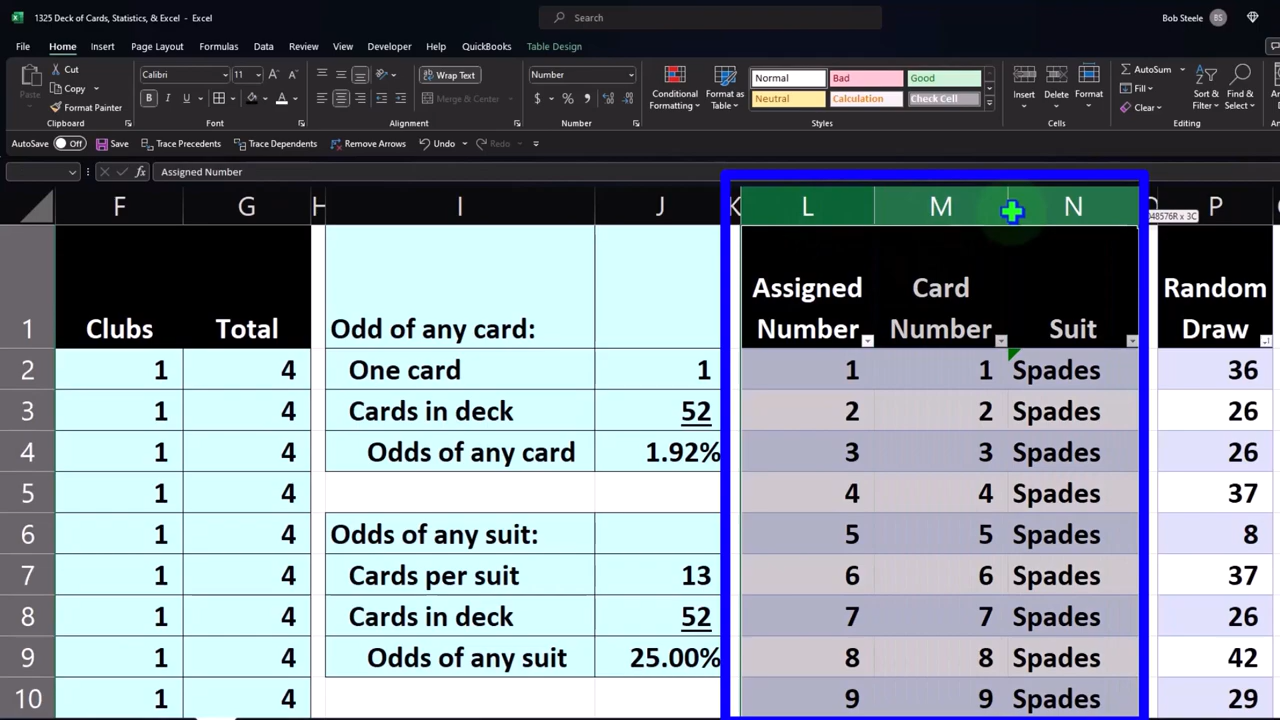 1325 Deck of Cards, Statistics, & Excel - Excel
Search
Bob Steele BS
File Home Insert Page Layout Formulas Data Review View Developer Help QuickBooks Table Design
Paste
Cut
Copy
Format Painter
Clipboard
Calibri 11
B I U
Font
Wrap Text
Merge & Center
Alignment
Number
$ % 
Number
Conditional Formatting
Format as Table
Normal Bad Good
Neutral Calculation Check Cell
Styles
Insert Delete Format
Cells
AutoSum
Fill
Clear
Sort & Filter
Find & Select
Editing
AutoSave Off Save Trace Precedents Trace Dependents Remove Arrows Undo Redo
fx Assigned Number
F G H I J K L M N P
048576R x 3C
1 Clubs Total Odd of any card: Assigned Number Card Number Suit Random Draw
2 1 4 One card 1 1 1 Spades 36
3 1 4 Cards in deck 52 2 2 Spades 26
4 1 4 Odds of any card 1.92% 3 3 Spades 26
5 1 4 4 4 Spades 37
6 1 4 Odds of any suit: 5 5 Spades 8
7 1 4 Cards per suit 13 6 6 Spades 37
8 1 4 Cards in deck 52 7 7 Spades 26
9 1 4 Odds of any suit 25.00% 8 8 Spades 42
10 1 4 9 9 Spades 29